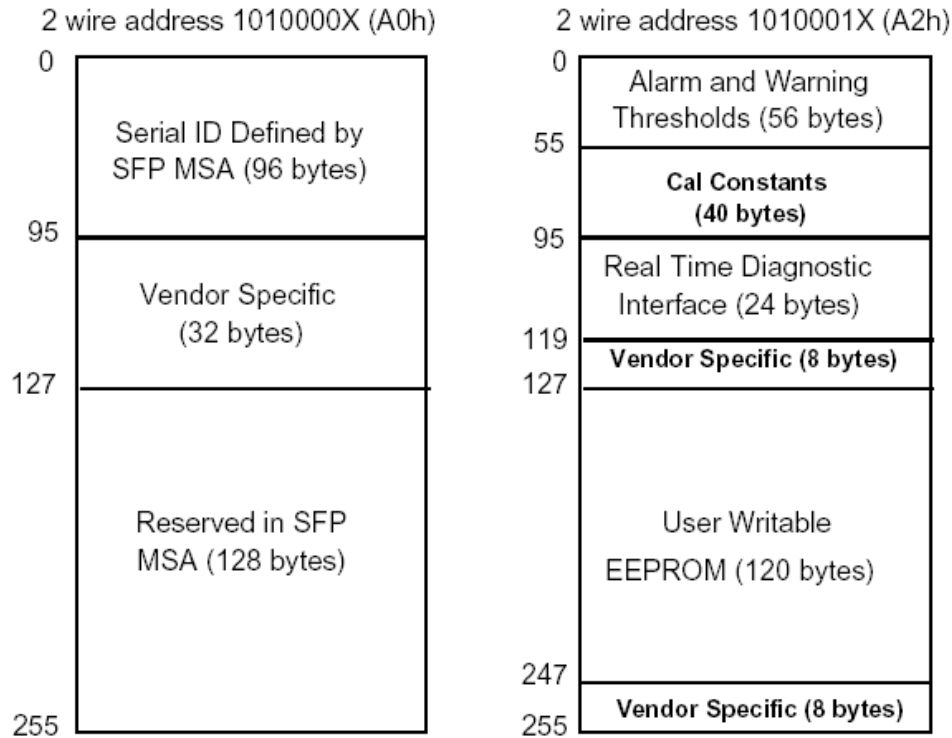 2 wire address 1010000X (A0h)
0
Serial ID Defined by
SFP MSA (96 bytes)
95
Vendor Specific
(32 bytes)
127
Reserved in SFP
MSA (128 bytes)
255
2 wire address 1010001X (A2h)
0
Alarm and Warning
Thresholds (56 bytes)
55
Cal Constants
(40 bytes)
95
Real Time Diagnostic
Interface (24 bytes)
119
Vendor Specific (8 bytes)
127
User Writable
EEPROM (120 bytes)
247
Vendor Specific (8 bytes)
255